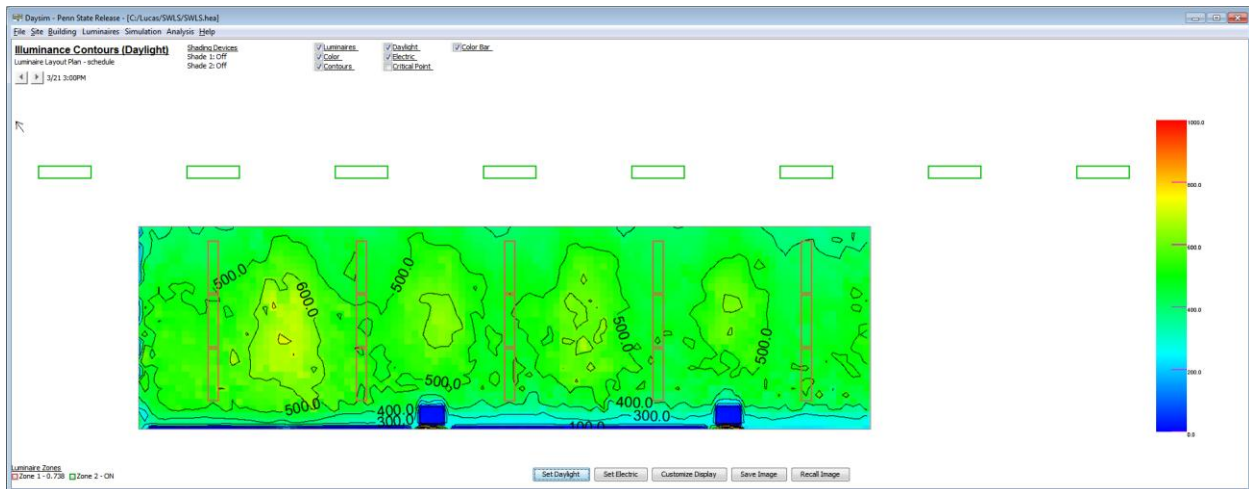 Daysim - Penn State Release - [C:/Lucas/SWLS/SWLS.hea]
File Site Building Luminaires Simulation Analysis Help
Illuminance Contours (Daylight)
Luminaire Layout Plan - schedule
3/21 3:00PM
Shading Devices
Shade 1: Off
Shade 2: Off
Luminaires
Color
Contours
Daylight
Electric
Critical Point
Color Bar
1000.0
800.0
600.0
400.0
200.0
0.0
500.0
600.0
500.0
500.0
500.0
500.0
500.0
400.0
300.0
400.0
300.0
100.0
Luminaire Zones
Zone 1 - 0.738 Zone 2 - ON
Set Daylight Set Electric Customize Display Save Image Recall Image